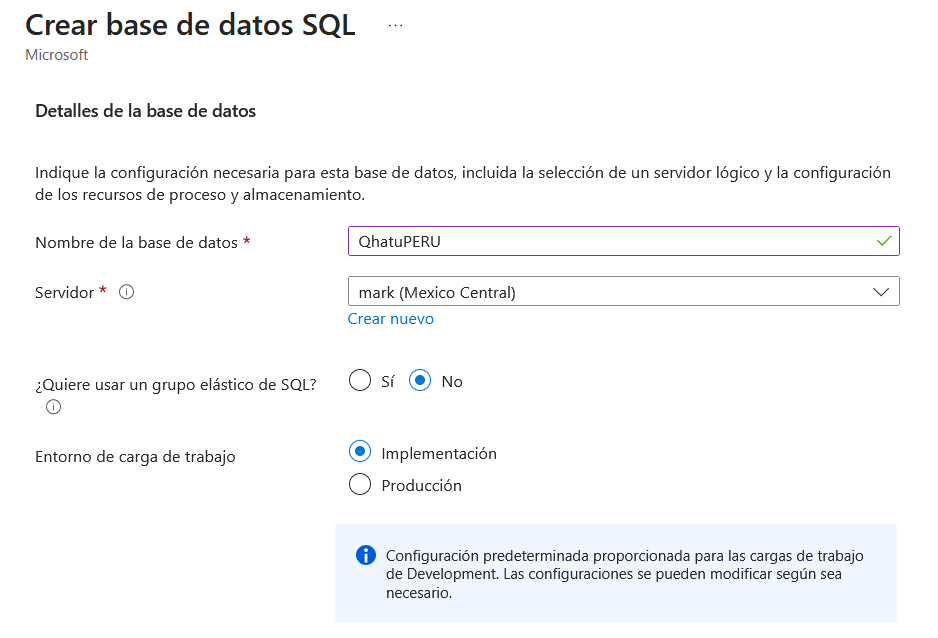 Crear base de datos SQL ...
Microsoft
Detalles de la base de datos
Indique la configuración necesaria para esta base de datos, incluida la selección de un servidor lógico y la configuración
de los recursos de proceso y almacenamiento.
Nombre de la base de datos *
QhatuPERU
Servidor *
mark (Mexico Central)
Crear nuevo
¿Quiere usar un grupo elástico de SQL?
Sí No
Entorno de carga de trabajo
Implementación
Producción
Configuración predeterminada proporcionada para las cargas de trabajo
de Development. Las configuraciones se pueden modificar según sea
necesario.